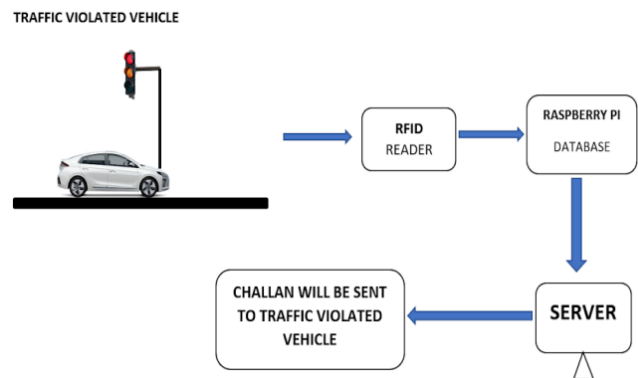 TRAFFIC VIOLATED VEHICLE
RFID
READER
RASPBERRY PI
DATABASE
SERVER
CHALLAN WILL BE SENT
TO TRAFFIC VIOLATED
VEHICLE